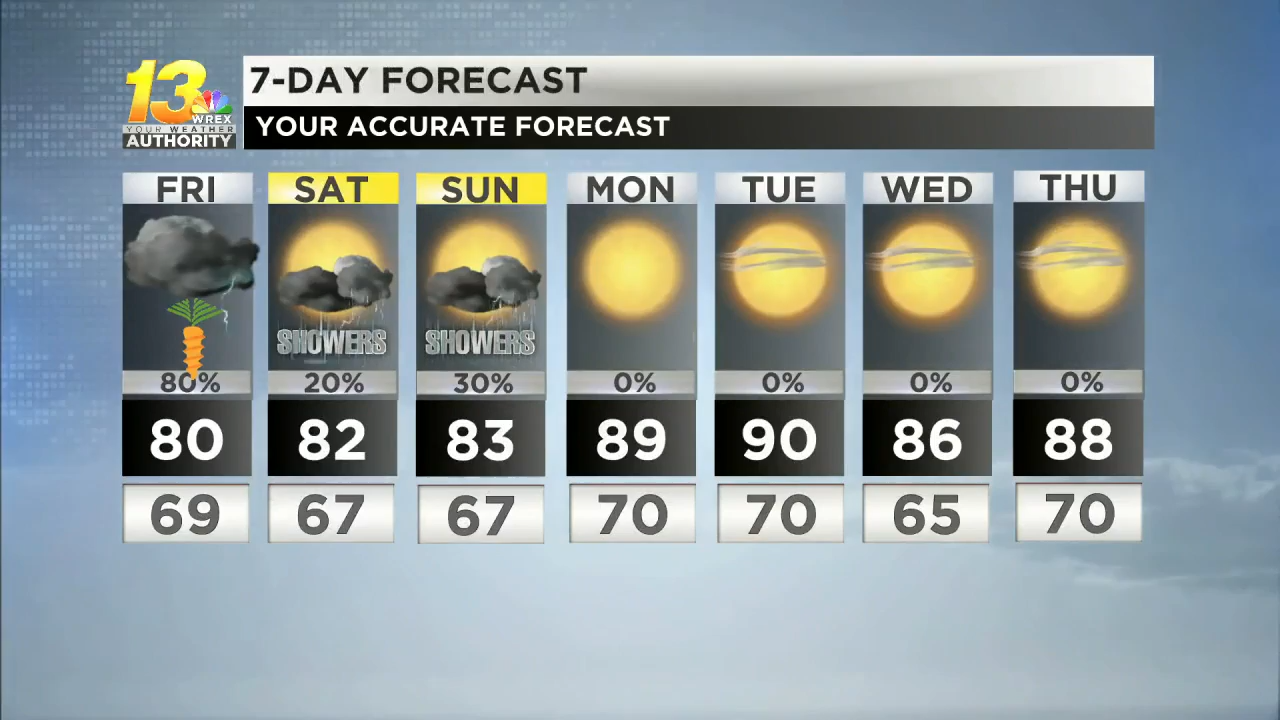 13
WREX
YOUR WEATHER
AUTHORITY
7-DAY FORECAST
YOUR ACCURATE FORECAST
FRI SAT SUN MON TUE WED THU
SHOWERS SHOWERS
80% 20% 30% 0% 0% 0% 0%
80 82 83 89 90 86 88
69 67 67 70 70 65 70